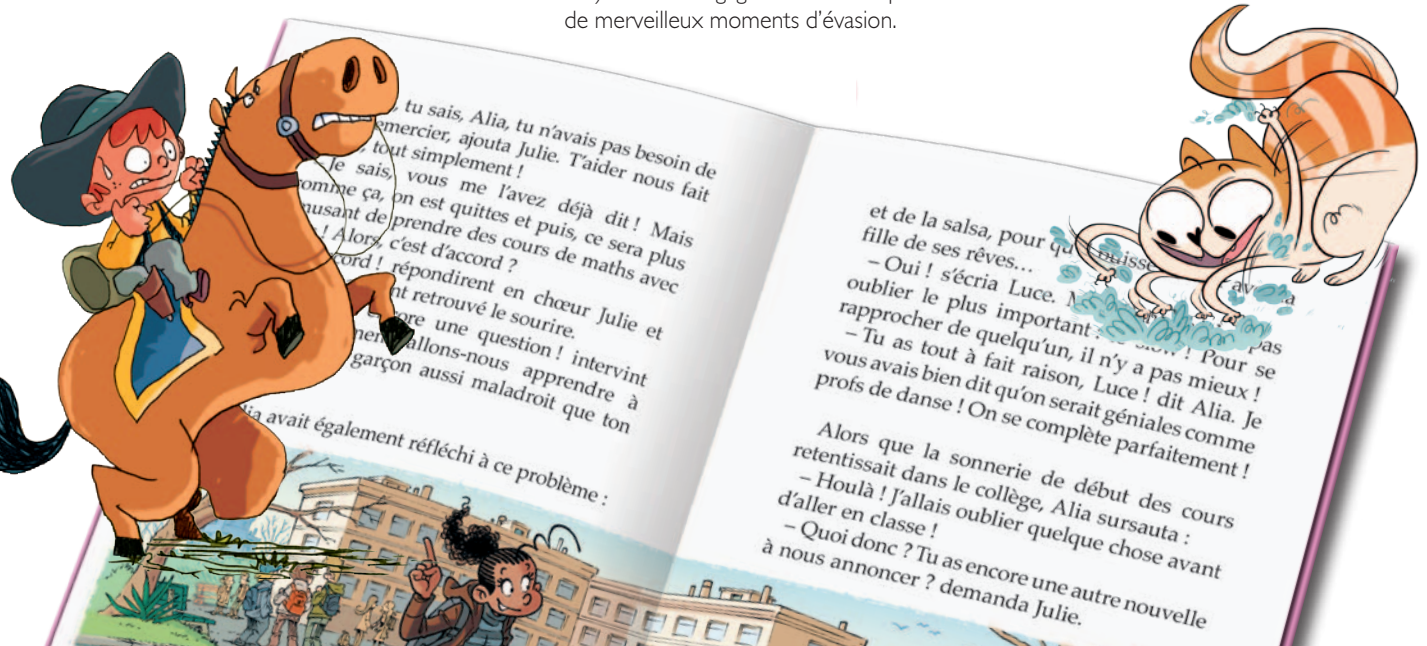 de merveilleux moments d'évasion.
, tu sais, Alia, tu n'avais pas besoin de
ajouta Julie. T'aider nous fait
tout simplement !
Je sais, vous me l'avez déjà dit ! Mais
comme ça, on est quittes et puis, ce sera plus
de prendre des cours de maths avec
! Alors, c'est d'accord ?
! répondirent en chœur Julie et
retrouvé le sourire.
une question ! intervint
allons-nous apprendre à
garçon aussi maladroit que ton
avait également réfléchi à ce problème :
et de la salsa, pour
fille de ses rêves…
– Oui ! s'écria Luce.
oublier le plus important pas
! Pour se
rapprocher de quelqu'un, il n'y a pas mieux !
– Tu as tout à fait raison, Luce ! dit Alia. Je
vous avais bien dit qu'on serait géniales comme
profs de danse ! On se complète parfaitement !
Alors que la sonnerie de début des cours
retentissait dans le collège, Alia sursauta :
– Houlà ! J'allais oublier quelque chose avant
d'aller en classe !
– Quoi donc ? Tu as encore une autre nouvelle
à nous annoncer ? demanda Julie.